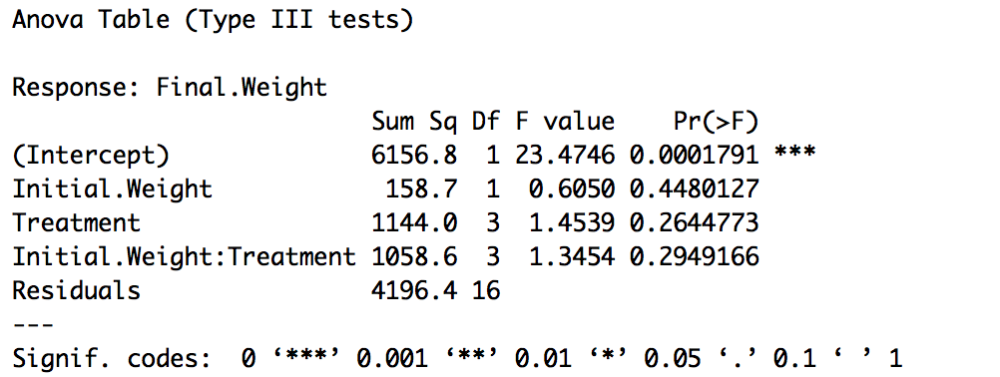 Anova Table (Type III tests)
Response: Final.Weight
Sum Sq Df F value Pr(>F)
(Intercept) 6156.8 1 23.4746 0.0001791 ***
Initial.Weight 158.7 1 0.6050 0.4480127
Treatment 1144.0 3 1.4539 0.2644773
Initial.Weight:Treatment 1058.6 3 1.3454 0.2949166
Residuals 4196.4 16
---
Signif. codes: 0 ‘***’ 0.001 ‘**’ 0.01 ‘*’ 0.05 ‘.’ 0.1 ‘ ’ 1